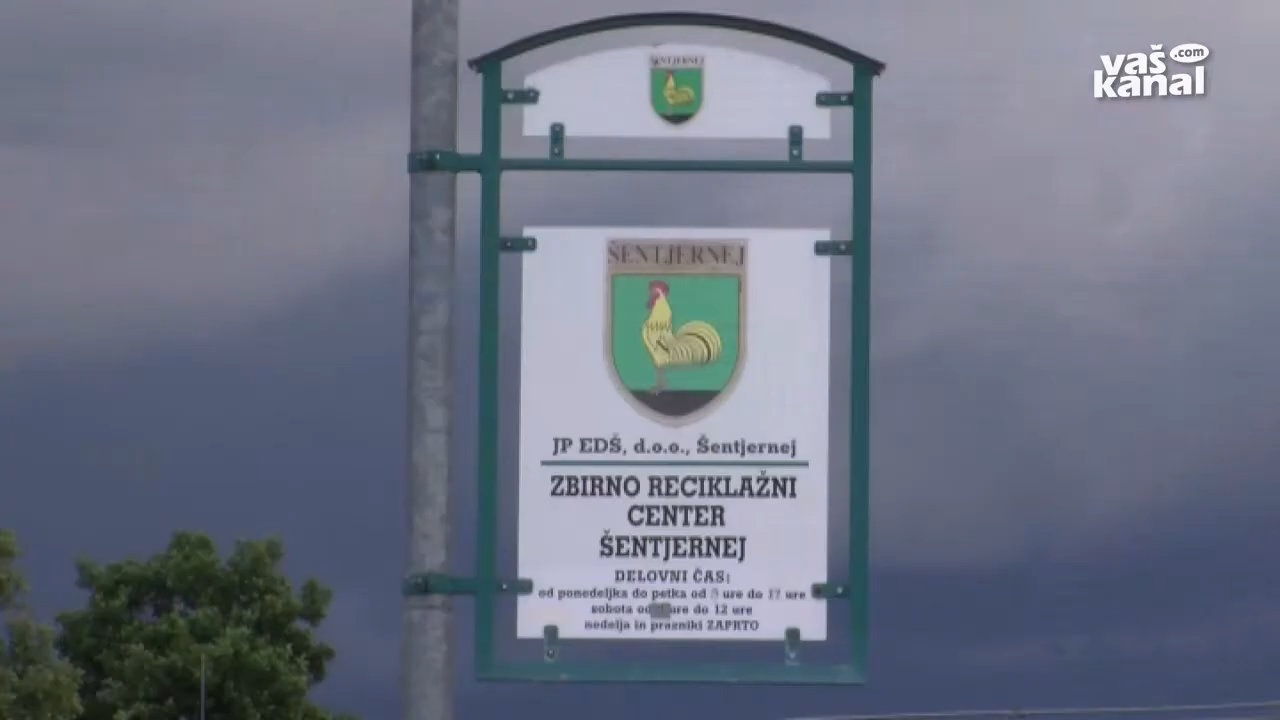 vaš
.com
kanal
ŠENTJERNEJ
ŠENTJERNEJ
JP EDŠ, d.o.o., Šentjernej
ZBIRNO RECIKLAŽNI
CENTER
ŠENTJERNEJ
DELOVNI ČAS:
od ponedeljka do petka od ure do 17 ure
sobota od ure do 12 ure
nedelja in prazniki ZAPRTO